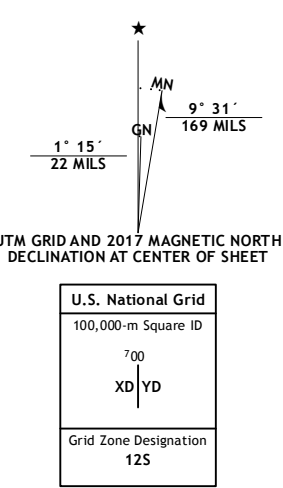 ★
MN
GN
9° 31´
169 MILS
1° 15´
22 MILS
UTM GRID AND 2017 MAGNETIC NORTH
DECLINATION AT CENTER OF SHEET
U.S. National Grid
100,000-m Square ID
⁷00
XD YD
Grid Zone Designation
12S